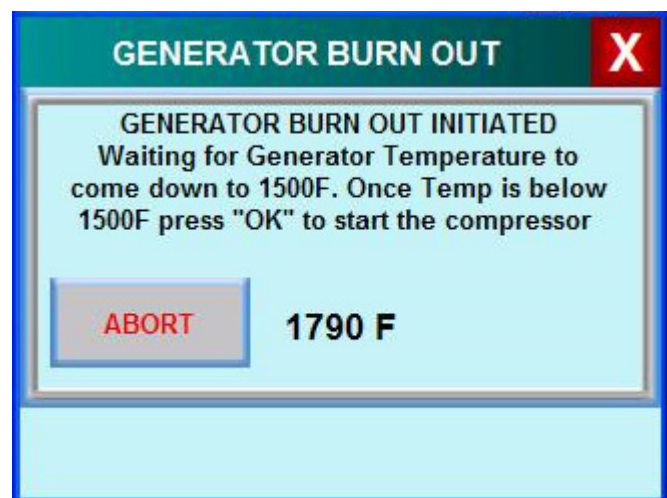 GENERATOR BURN OUT
X
GENERATOR BURN OUT INITIATED
Waiting for Generator Temperature to
come down to 1500F. Once Temp is below
1500F press "OK" to start the compressor
ABORT
1790 F